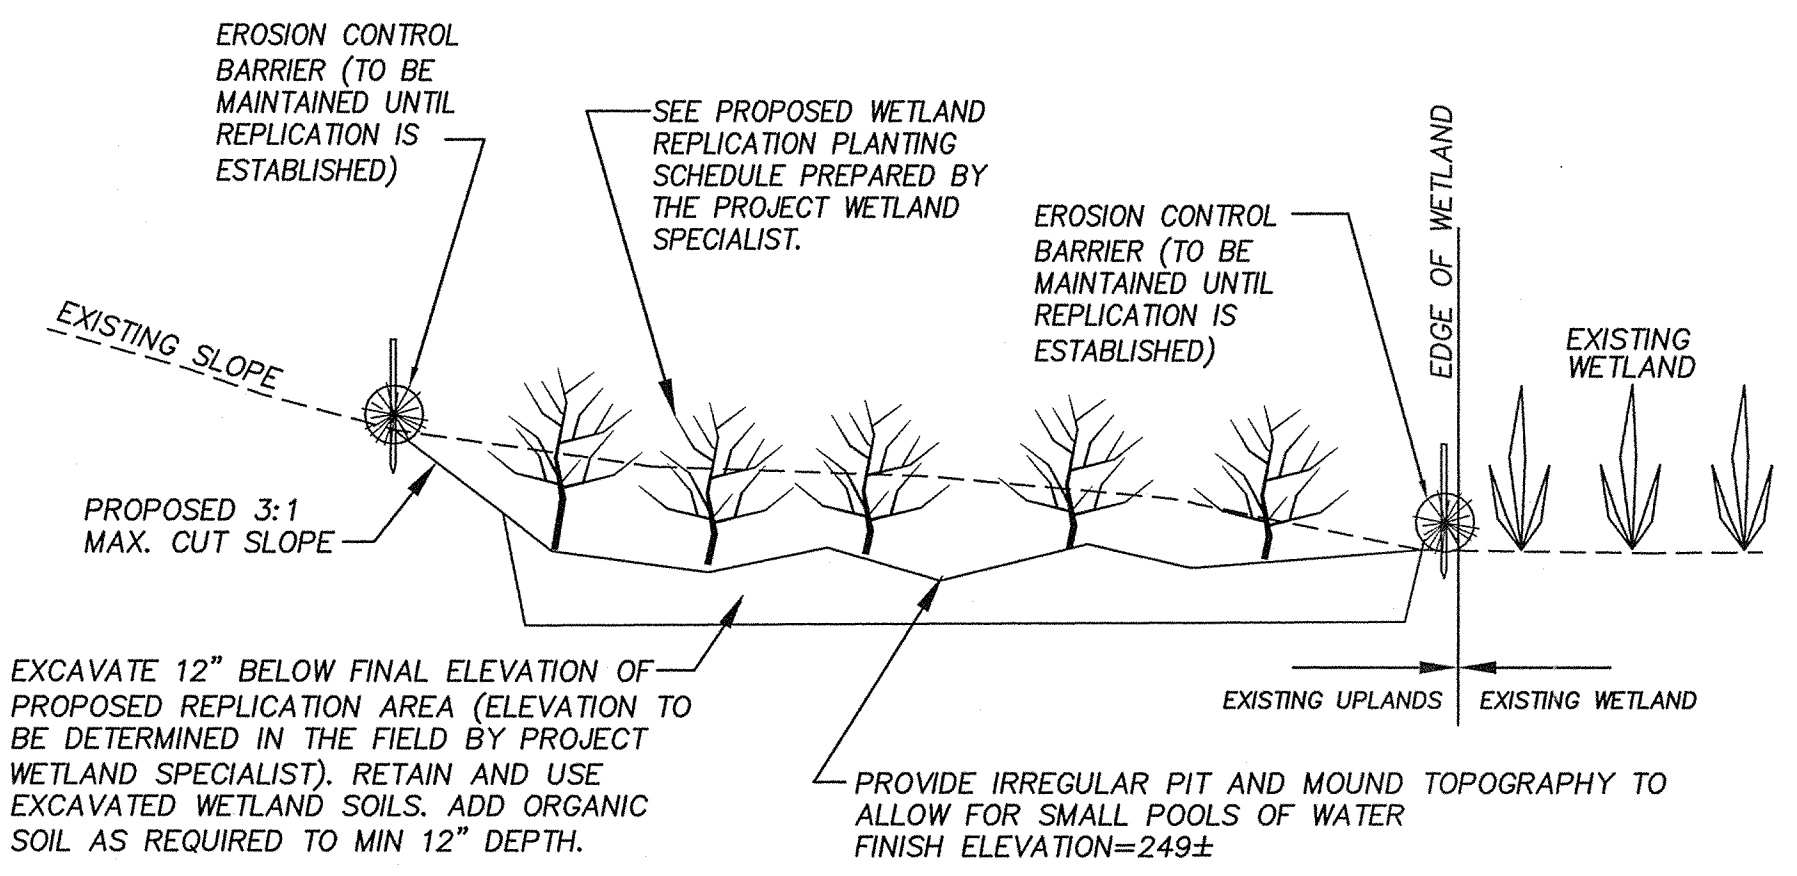 EROSION CONTROL
BARRIER (TO BE
MAINTAINED UNTIL
REPLICATION IS
ESTABLISHED)
SEE PROPOSED WETLAND
REPLICATION PLANTING
SCHEDULE PREPARED BY
THE PROJECT WETLAND
SPECIALIST.
EROSION CONTROL
BARRIER (TO BE
MAINTAINED UNTIL
REPLICATION IS
ESTABLISHED)
EDGE OF WETLAND
EXISTING
WETLAND
EXISTING SLOPE
PROPOSED 3:1
MAX. CUT SLOPE
EXCAVATE 12" BELOW FINAL ELEVATION OF
PROPOSED REPLICATION AREA (ELEVATION TO
BE DETERMINED IN THE FIELD BY PROJECT
WETLAND SPECIALIST). RETAIN AND USE
EXCAVATED WETLAND SOILS. ADD ORGANIC
SOIL AS REQUIRED TO MIN 12" DEPTH.
EXISTING UPLANDS
EXISTING WETLAND
PROVIDE IRREGULAR PIT AND MOUND TOPOGRAPHY TO
ALLOW FOR SMALL POOLS OF WATER
FINISH ELEVATION=249±